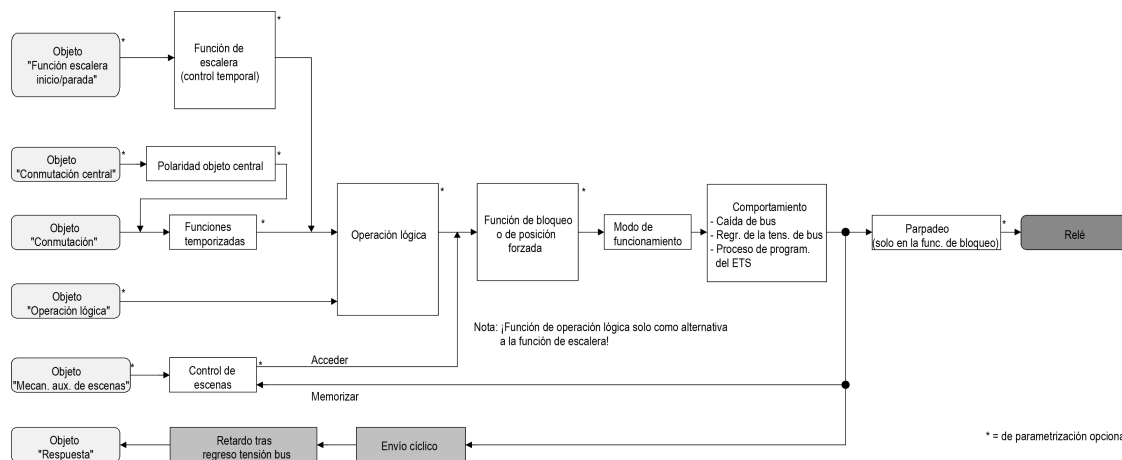 Objeto
"Función escalera
inicio/parada"
*
Función de
escalera
(control temporal)
*
Objeto
"Conmutación central"
*
Polaridad objeto central
*
Objeto
"Conmutación"
Funciones
temporizadas
*
Operación lógica
*
Función de bloqueo
o de posición
forzada
*
Modo de
funcionamiento
Comportamiento
- Caída de bus
- Regr. de la tens. de bus
- Proceso de program.
del ETS
Parpadeo
(solo en la func. de bloqueo)
*
Relè
Objeto
"Operación lógica"
*
Nota: ¡Función de operación lógica solo como alternativa
a la función de escalera!
Objeto
"Mecan. aux. de escenas"
*
Control de
escenas
*
Acceder
Memorizar
Objeto
"Respuesta"
Retardo tras
regreso tensión bus
Envío cíclico
* = de parametrización opciona